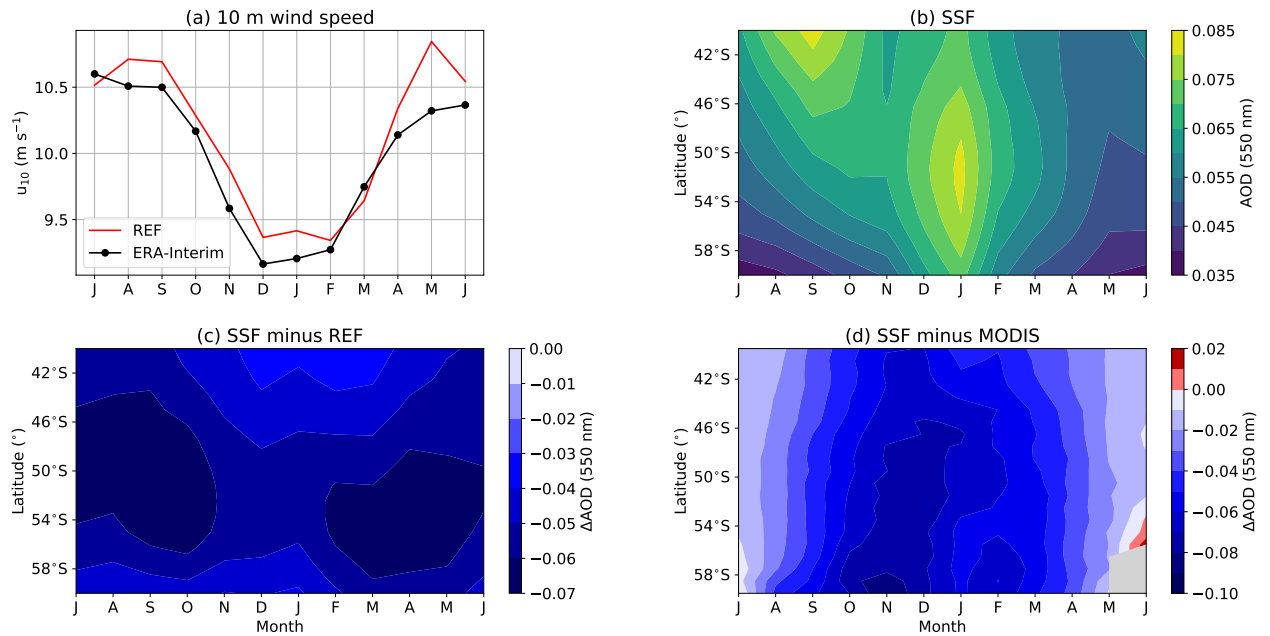 (a) 10 m wind speed
u₁₀ (m s⁻¹)
10.5
10.0
9.5
REF
ERA-Interim
J A S O N D J F M A M J
(b) SSF
Latitude (°)
42°S
46°S
50°S
54°S
58°S
J A S O N D J F M A M J
0.085
0.075
0.065
0.055
0.045
0.035
AOD (550 nm)
(c) SSF minus REF
Latitude (°)
42°S
46°S
50°S
54°S
58°S
J A S O N D J F M A M J
Month
0.00
−0.01
−0.02
−0.03
−0.04
−0.05
−0.06
−0.07
ΔAOD (550 nm)
(d) SSF minus MODIS
Latitude (°)
42°S
46°S
50°S
54°S
58°S
J A S O N D J F M A M J
Month
0.02
0.00
−0.02
−0.04
−0.06
−0.08
−0.10
ΔAOD (550 nm)